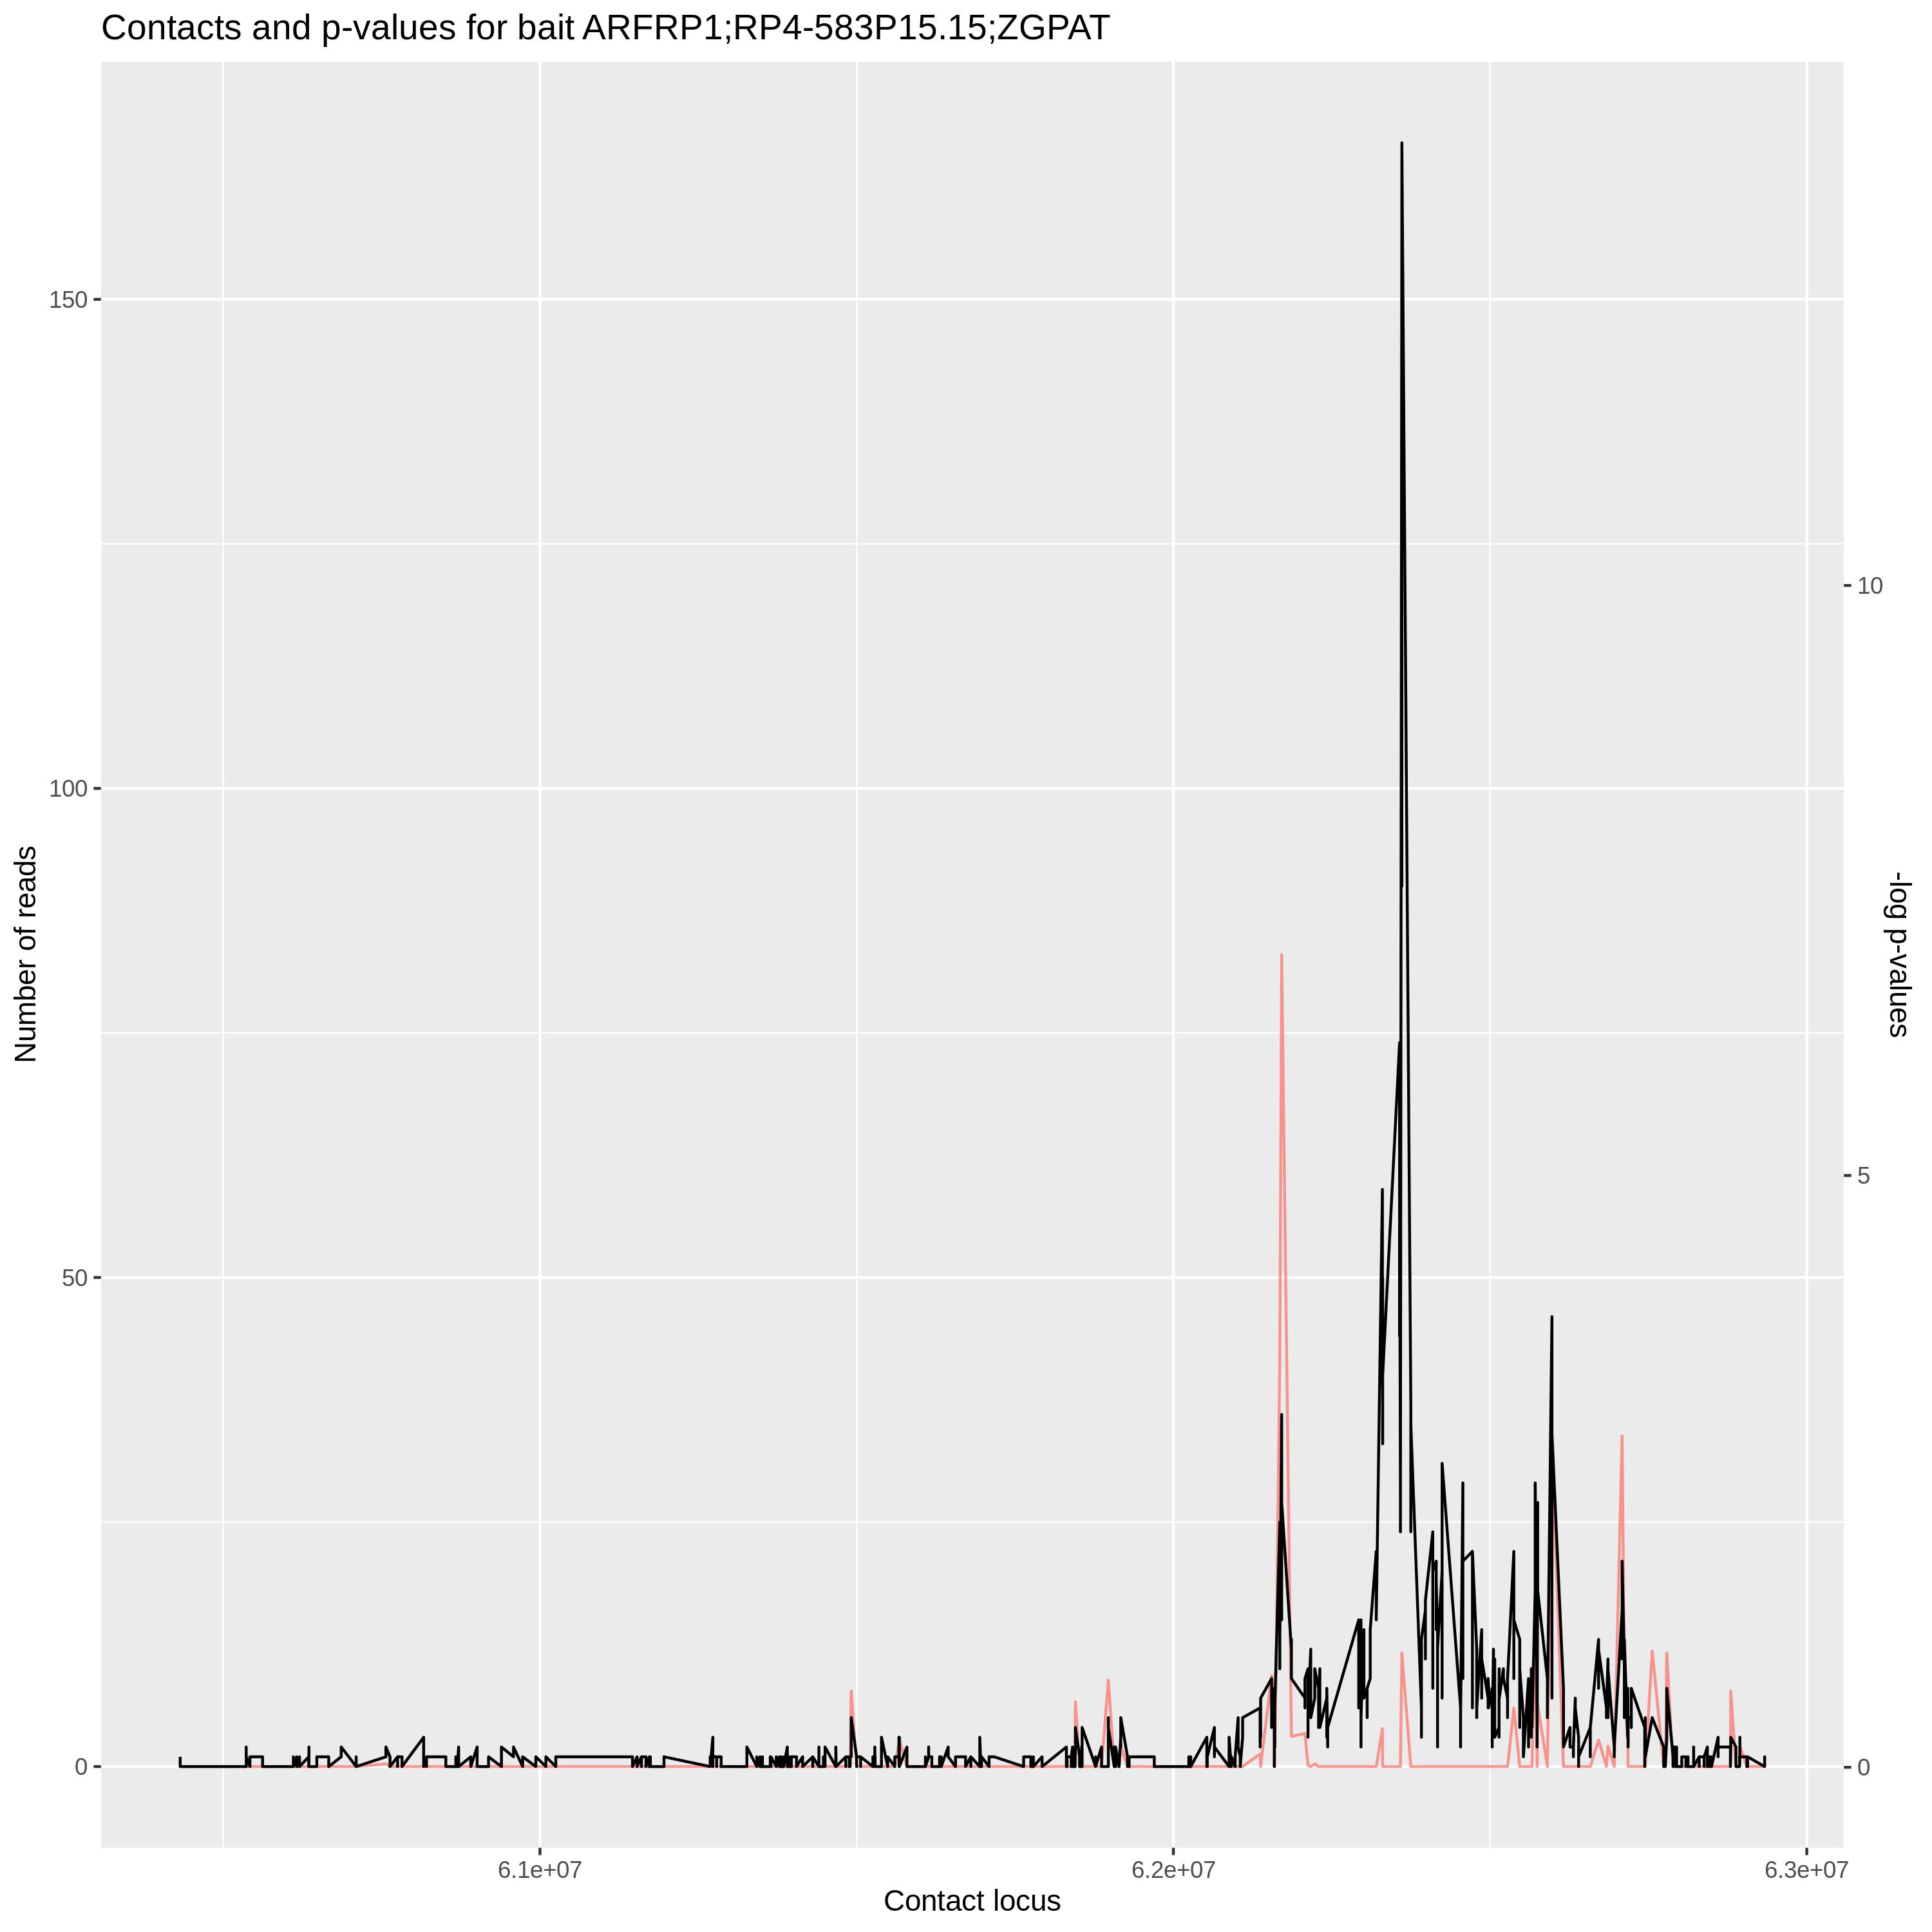 Contacts and p-values for bait ARFRP1;RP4-583P15.15;ZGPAT
150
100
50
0
Number of reads
10
5
0
-log p-values
6.1e+07
6.2e+07
6.3e+07
Contact locus